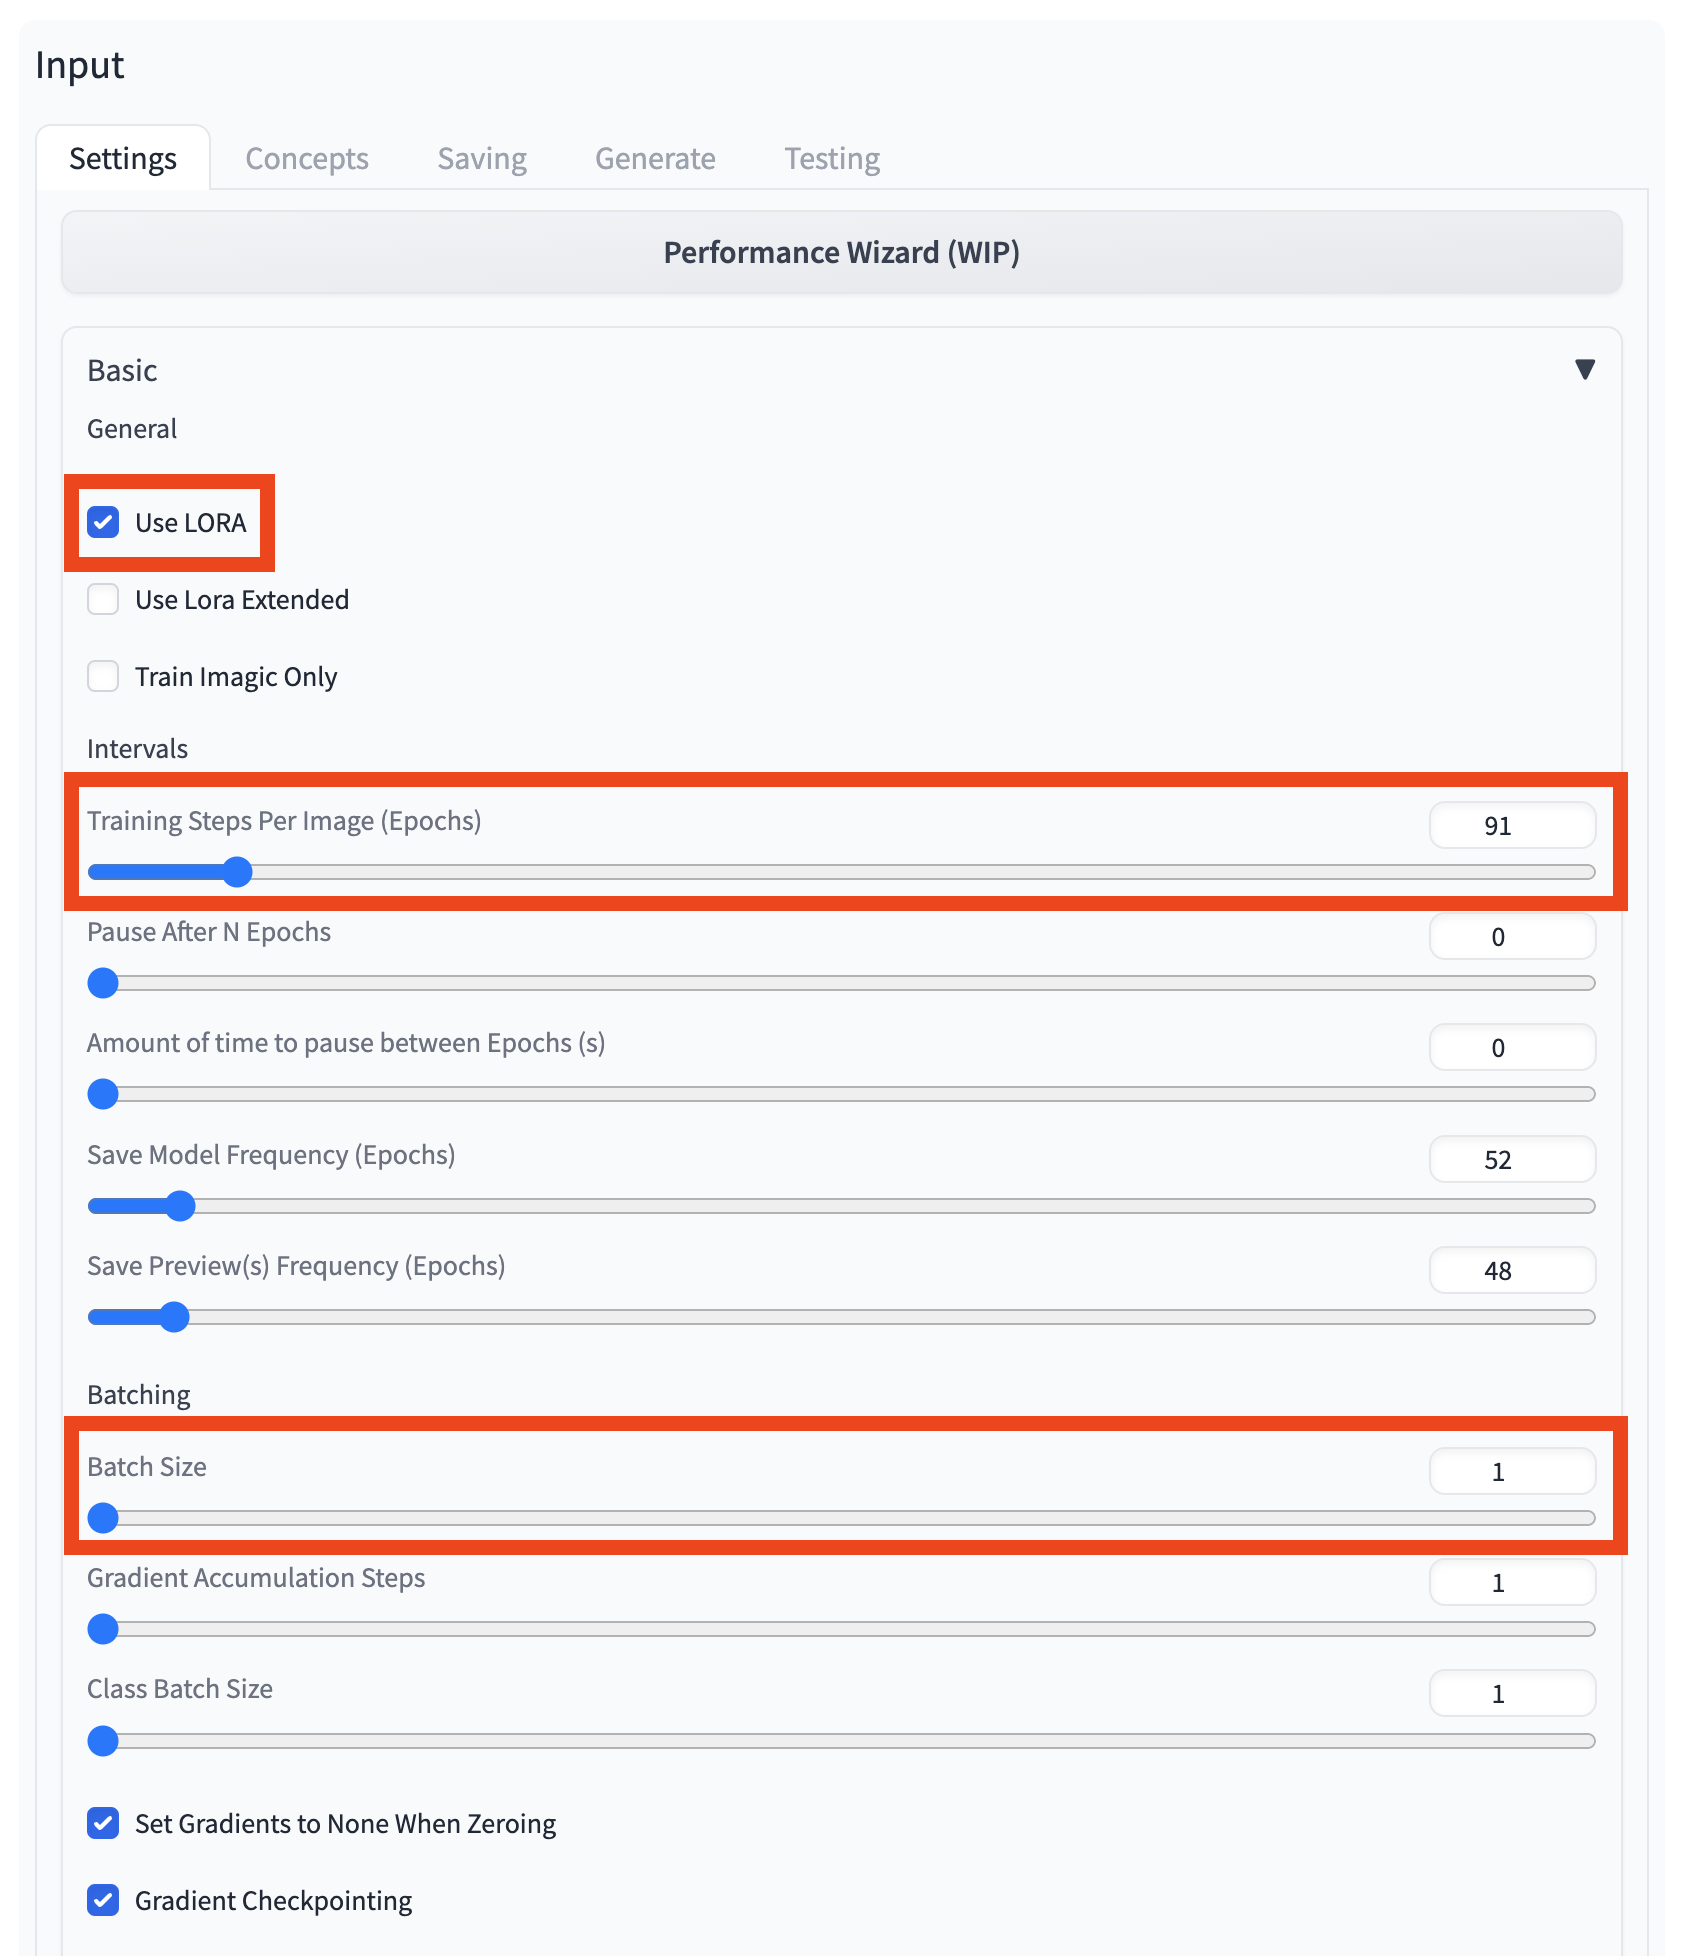 Input
Settings Concepts Saving Generate Testing
Performance Wizard (WIP)
Basic
General
Use LORA
Use Lora Extended
Train Imagic Only
Intervals
Training Steps Per Image (Epochs) 91
Pause After N Epochs 0
Amount of time to pause between Epochs (s) 0
Save Model Frequency (Epochs) 52
Save Preview(s) Frequency (Epochs) 48
Batching
Batch Size 1
Gradient Accumulation Steps 1
Class Batch Size 1
Set Gradients to None When Zeroing
Gradient Checkpointing